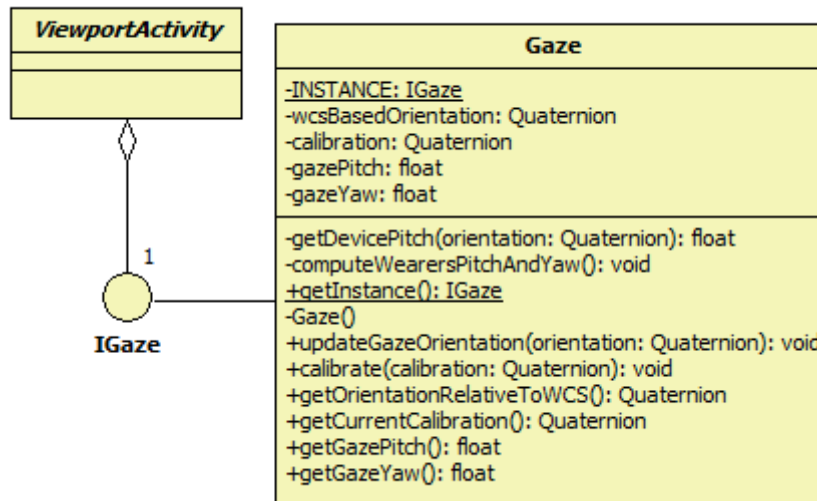 ViewportActivity
1
IGaze
Gaze
-INSTANCE: IGaze
-wcsBasedOrientation: Quaternion
-calibration: Quaternion
-gazePitch: float
-gazeYaw: float
-getDevicePitch(orientation: Quaternion): float
-computeWearersPitchAndYaw(): void
+getInstance(): IGaze
-Gaze()
+updateGazeOrientation(orientation: Quaternion): void
+calibrate(calibration: Quaternion): void
+getOrientationRelativeToWCS(): Quaternion
+getCurrentCalibration(): Quaternion
+getGazePitch(): float
+getGazeYaw(): float